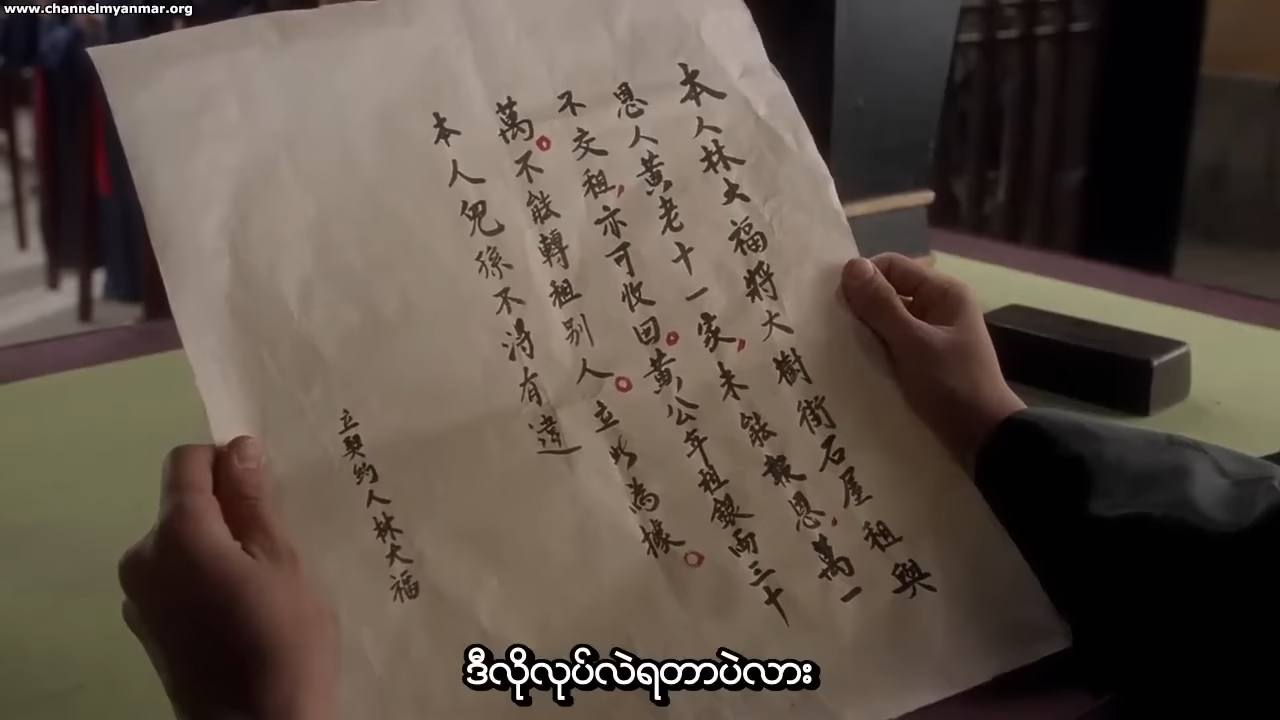 www.channelmyanmar.org
本人林大福將大樹街石屋租與
恩人黃老十一家,未能報恩,萬一
不交租,亦可收回。黃公年租銀兩三十
萬。不能轉租别人。立此為據。
本人兒孫不得有違
立契約人林大福
ဒီလိုလုပ်လဲရတာပဲလား